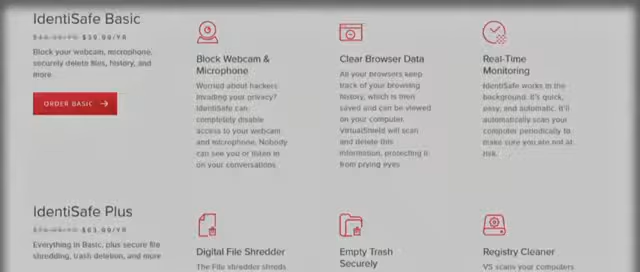 IdentiSafe Basic
$39.99/YR
Block your webcam, microphone,
securely delete files, history, and
more.
ORDER BASIC
Block Webcam &
Microphone
Worried about hackers
invading your privacy?
IdentiSafe can
completely disable
access to your webcam
and microphone. Nobody
can see you or listen in
on your conversations.
Clear Browser Data
All your browsers keep
track of your browsing
history, which is then
saved and can be viewed
on your computer.
VirtualShield will scan
and delete this
information, protecting it
from prying eyes.
Real-Time
Monitoring
IdentiSafe works in the
background. It's quick,
easy, and automatic. It'll
automatically scan your
computer periodically to
make sure you are not at
risk.
IdentiSafe Plus
$63.99/YR
Everything in Basic, plus secure file
shredding, trash deletion, and more
Digital File Shredder
The File shredder shreds
Empty Trash
Securely
Registry Cleaner
VS scans your computers